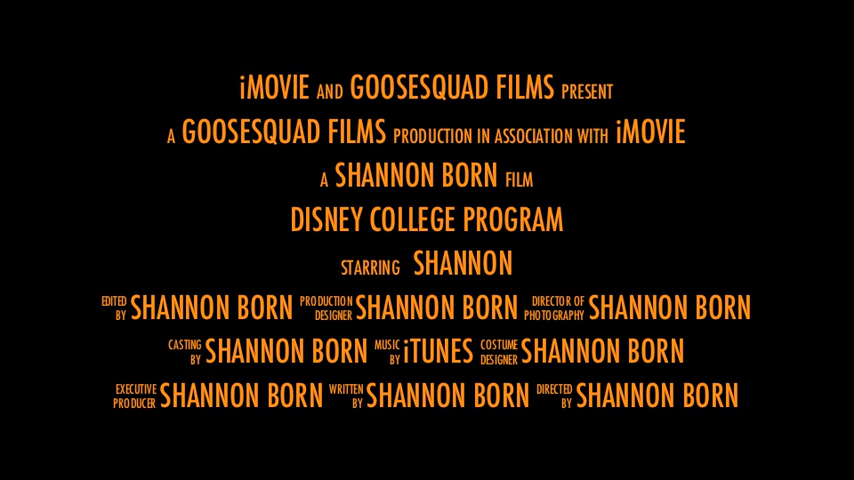 iMOVIE AND GOOSESQUAD FILMS PRESENT
A GOOSESQUAD FILMS PRODUCTION IN ASSOCIATION WITH iMOVIE
A SHANNON BORN FILM
DISNEY COLLEGE PROGRAM
STARRING SHANNON
EDITED BY SHANNON BORN PRODUCTION DESIGNER SHANNON BORN DIRECTOR OF PHOTOGRAPHY SHANNON BORN
CASTING BY SHANNON BORN MUSIC BY iTUNES COSTUME DESIGNER SHANNON BORN
EXECUTIVE PRODUCER SHANNON BORN WRITTEN BY SHANNON BORN DIRECTED BY SHANNON BORN